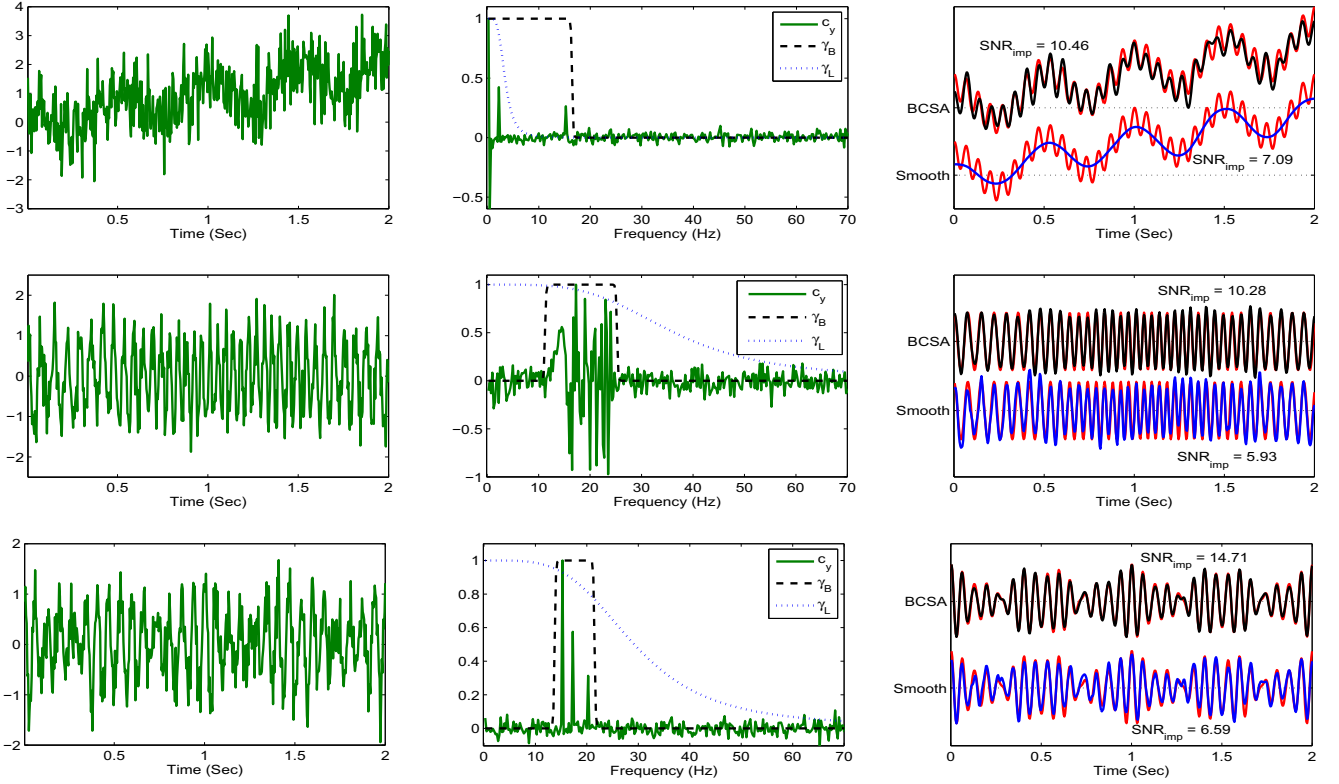 4
3
2
1
0
−1
−2
−3
0.5
1
1.5
2
Time (Sec)
1
0.5
0
−0.5
0
10
20
30
40
50
60
70
Frequency (Hz)
c_y
γ_B
γ_L
SNR_imp = 10.46
BCSA
SNR_imp = 7.09
Smooth
0
0.5
1
1.5
2
Time (Sec)
2
1
0
−1
−2
0.5
1
1.5
2
Time (Sec)
1
0.5
0
−0.5
−1
0
10
20
30
40
50
60
70
Frequency (Hz)
c_y
γ_B
γ_L
SNR_imp = 10.28
BCSA
Smooth
SNR_imp = 5.93
0
0.5
1
1.5
2
Time (Sec)
2
1
0
−1
−2
0.5
1
1.5
2
Time (Sec)
1
0.8
0.6
0.4
0.2
0
0
10
20
30
40
50
60
70
Frequency (Hz)
c_y
γ_B
γ_L
SNR_imp = 14.71
BCSA
Smooth
SNR_imp = 6.59
0
0.5
1
1.5
2
Time (Sec)